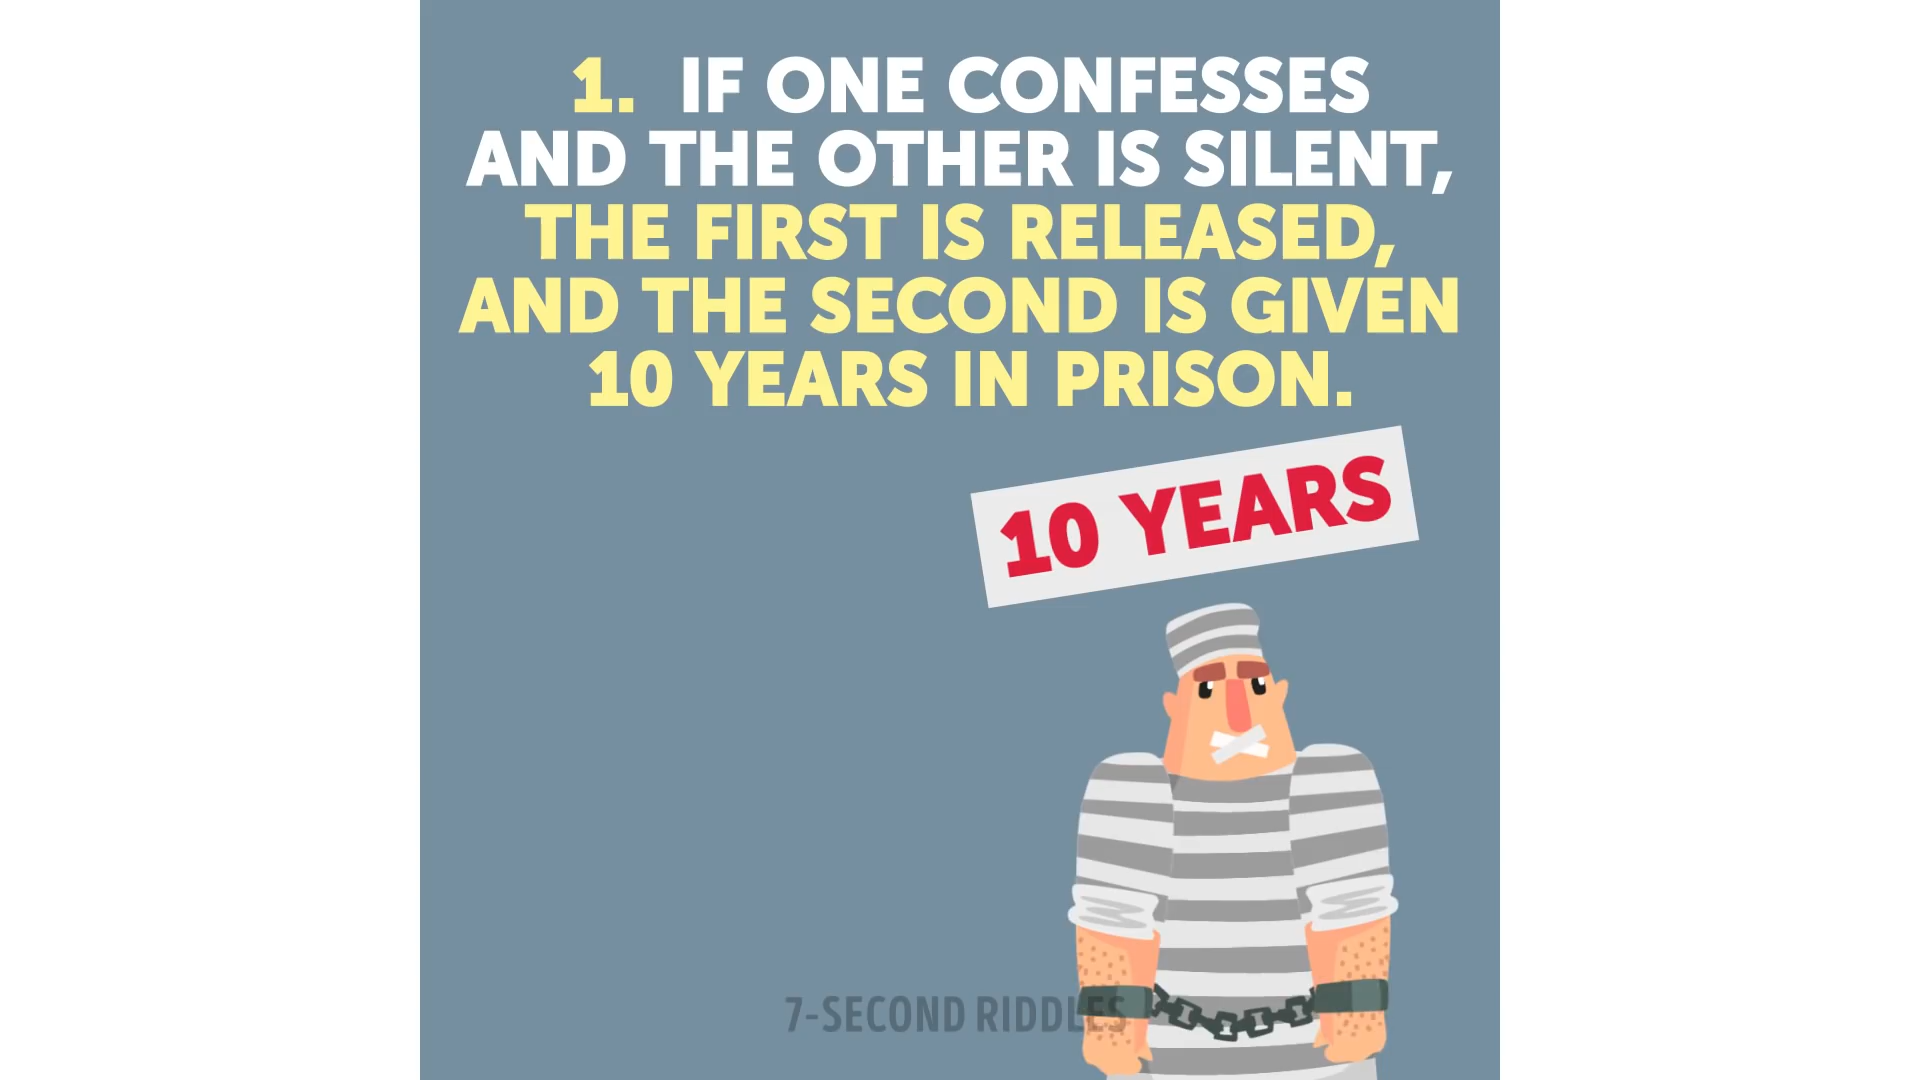 1. IF ONE CONFESSES
AND THE OTHER IS SILENT,
THE FIRST IS RELEASED,
AND THE SECOND IS GIVEN
10 YEARS IN PRISON.
10 YEARS
7-SECOND RIDDLES